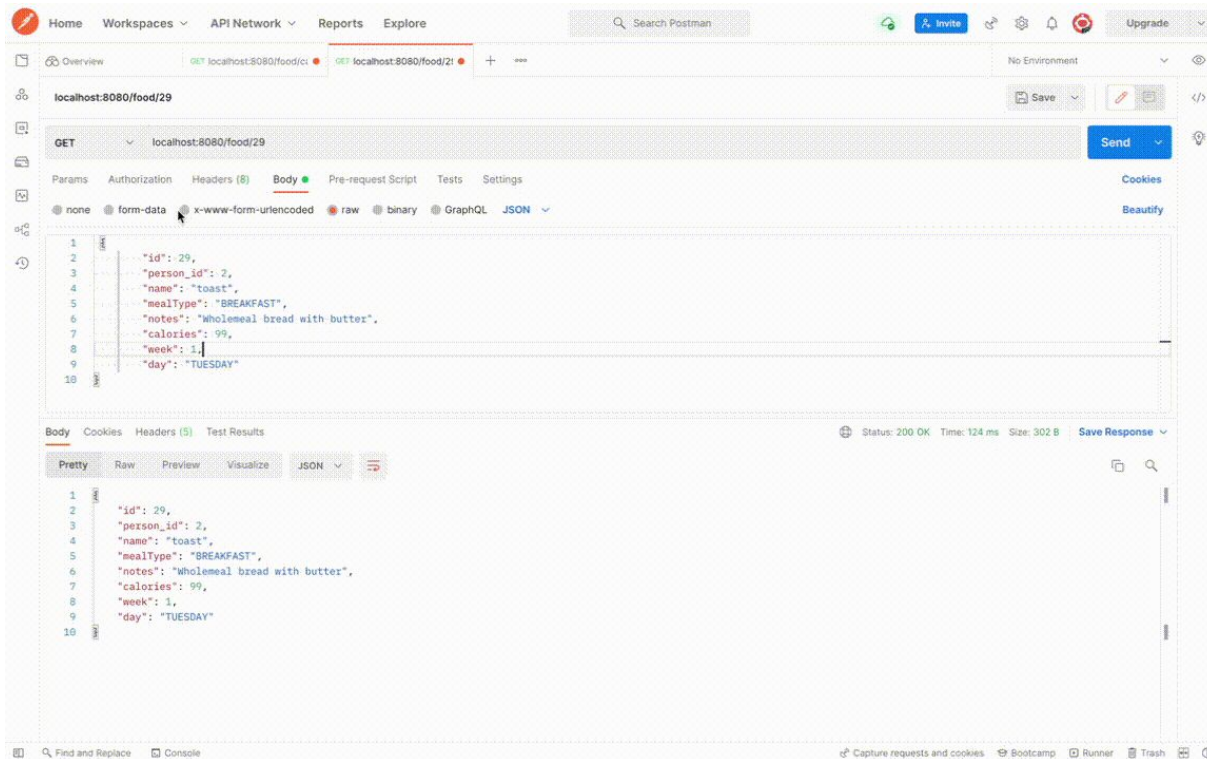 Home Workspaces API Network Reports Explore Search Postman Invite Upgrade
Overview GET localhost:8080/food/ca GET localhost:8080/food/2! No Environment
localhost:8080/food/29 Save
GET localhost:8080/food/29 Send
Params Authorization Headers (8) Body Pre-request Script Tests Settings Cookies
none form-data x-www-form-urlencoded raw binary GraphQL JSON Beautify
1 {
2 "id": 29,
3 "person_id": 2,
4 "name": "toast",
5 "mealType": "BREAKFAST",
6 "notes": "Wholemeal bread with butter",
7 "calories": 99,
8 "week": 1,
9 "day": "TUESDAY"
10 }
Body Cookies Headers (5) Test Results Status: 200 OK Time: 124 ms Size: 302 B Save Response
Pretty Raw Preview Visualize JSON
1 {
2 "id": 29,
3 "person_id": 2,
4 "name": "toast",
5 "mealType": "BREAKFAST",
6 "notes": "Wholemeal bread with butter",
7 "calories": 99,
8 "week": 1,
9 "day": "TUESDAY"
10 }
Find and Replace Console Capture requests and cookies Bootcamp Runner Trash